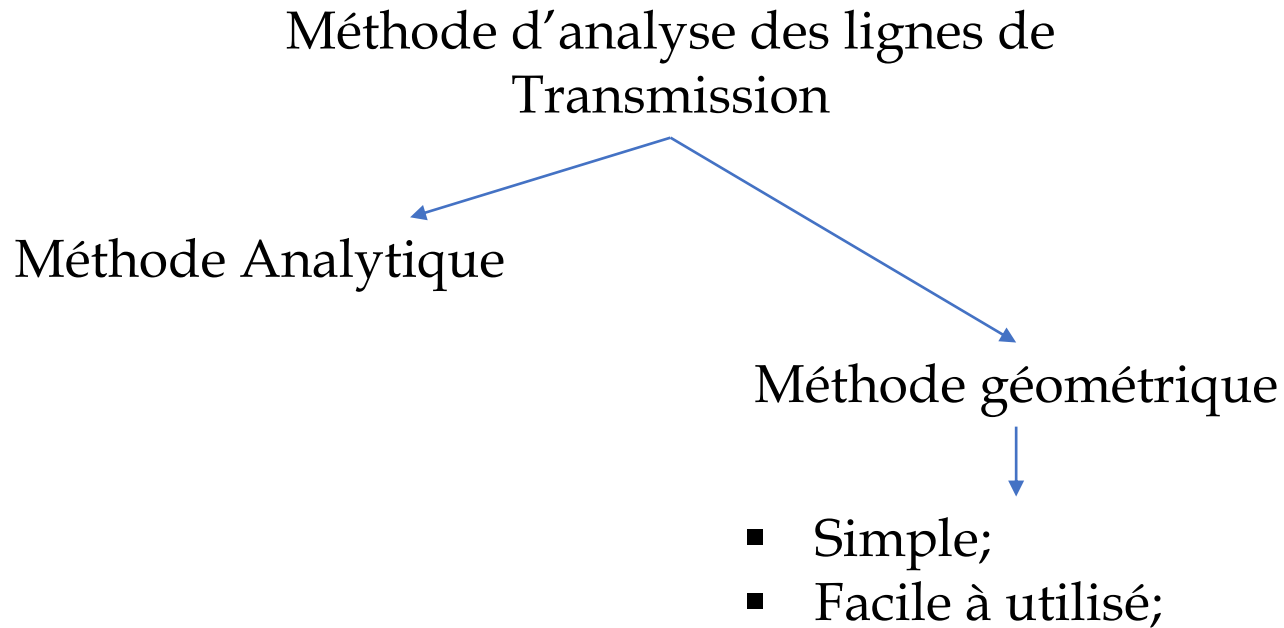 Méthode d’analyse des lignes de
Transmission
Méthode Analytique
Méthode géométrique
▪ Simple;
▪ Facile à utilisé;